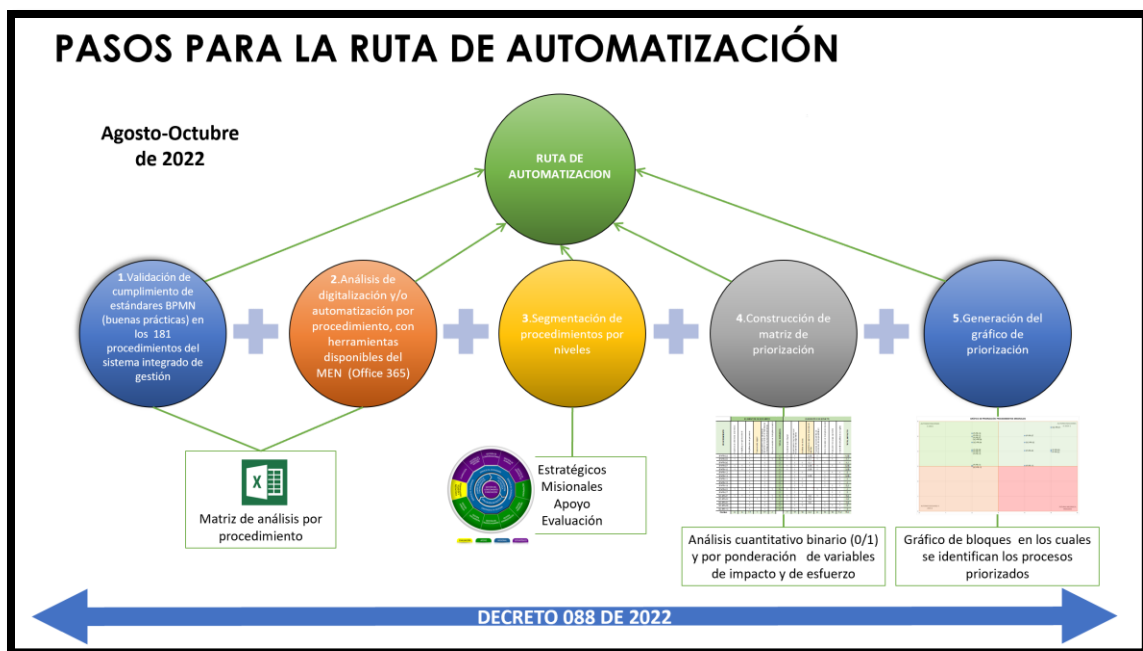 PASOS PARA LA RUTA DE AUTOMATIZACIÓN
Agosto-Octubre
de 2022
RUTA DE
AUTOMATIZACION
1.Validación de
cumplimiento de
estándares BPMN
(buenas prácticas) en
los 181
procedimientos del
sistema integrado de
gestión
2.Análisis de
digitalización y/o
automatización por
procedimiento, con
herramientas
disponibles del
MEN (Office 365)
3.Segmentación de
procedimientos por
niveles
4.Construcción de
matriz de
priorización
5.Generación del
gráfico de
priorización
X
Matriz de análisis por
procedimiento
Estratégicos
Misionales
Apoyo
Evaluación
Análisis cuantitativo binario (0/1)
y por ponderación de variables
de impacto y de esfuerzo
Gráfico de bloques en los cuales
se identifican los procesos
priorizados
DECRETO 088 DE 2022